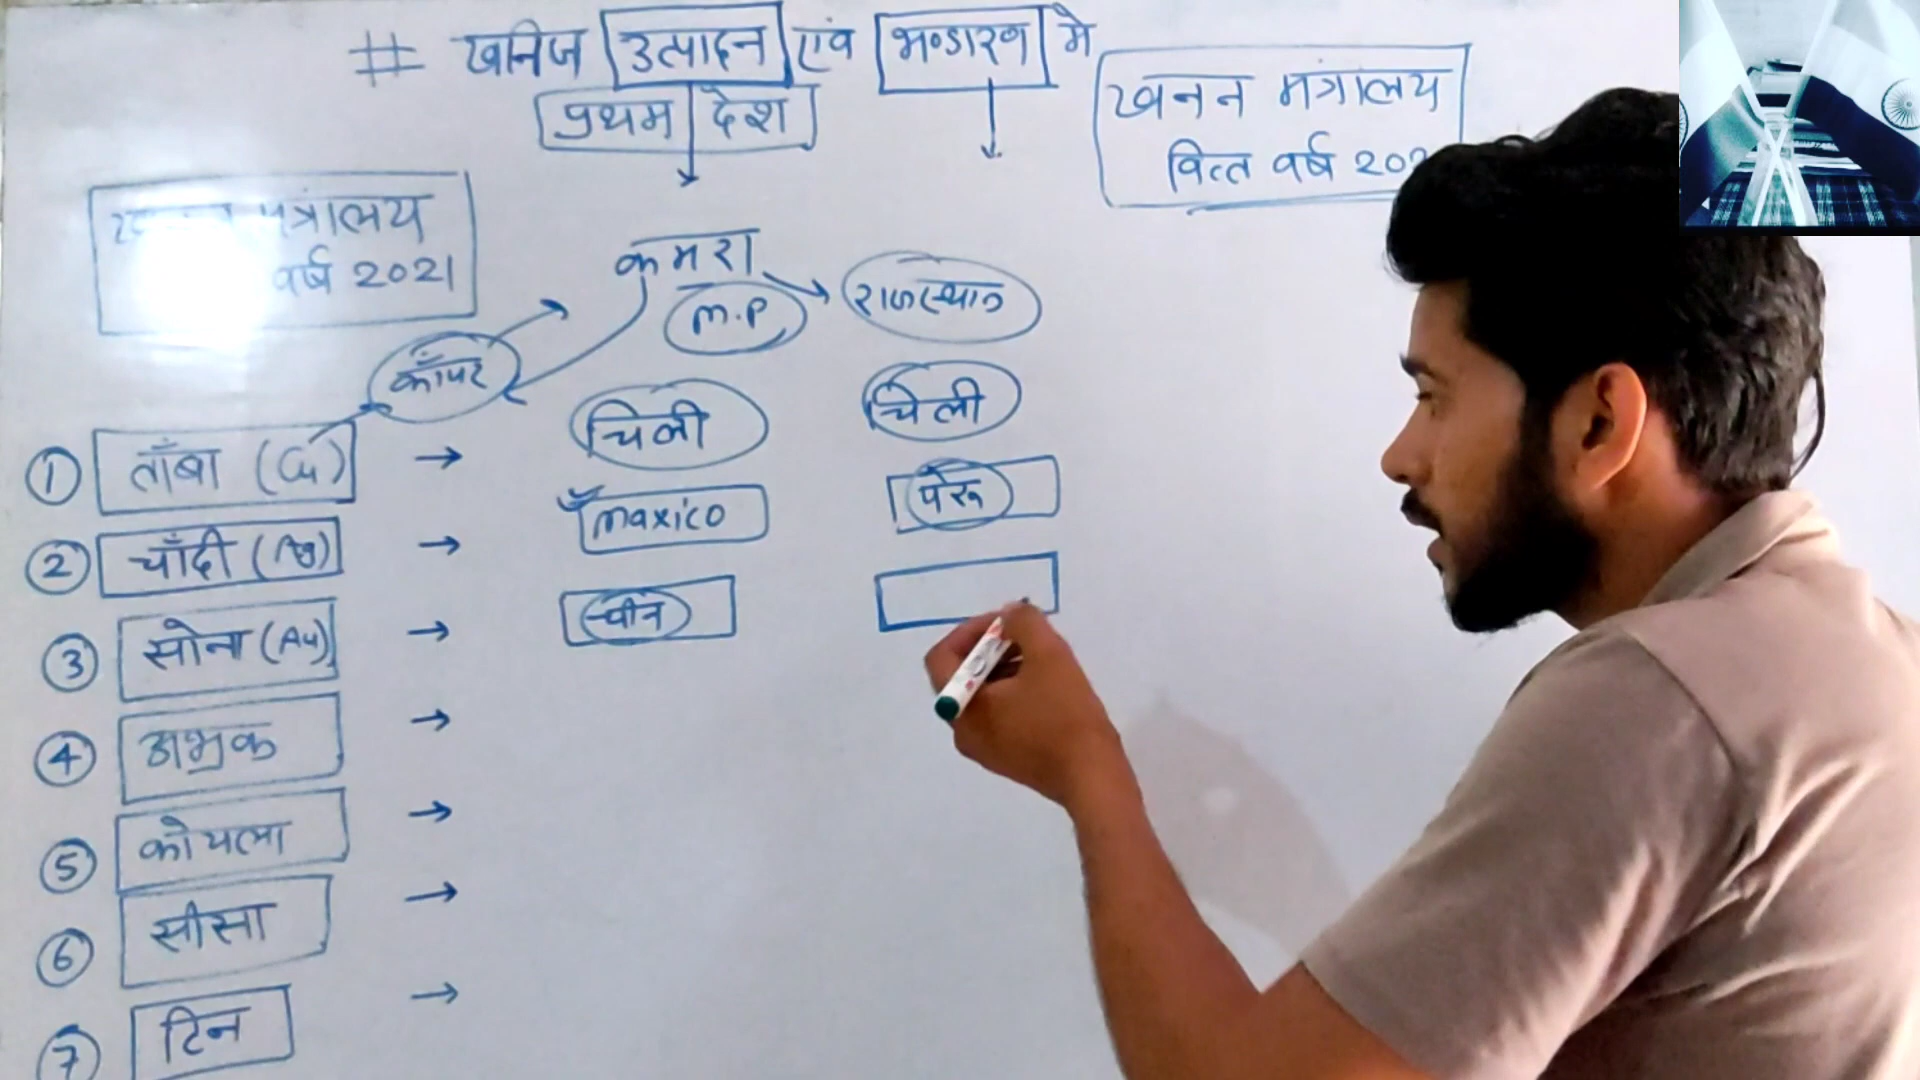 # खनिज उत्पादन एवं भण्डारण मे
प्रथम देश
खनन मंत्रालय
वित्त वर्ष
मंत्रालय
वर्ष 2021
कमरा
M.P
राजस्थान
कॉपर
① ताँबा (Cu) → चिली चिली
② चाँदी (Ag) → maxico पेरू
③ सोना (Au) → चीन
④ अभ्रक →
⑤ कोयला →
⑥ सीसा →
⑦ टिन →